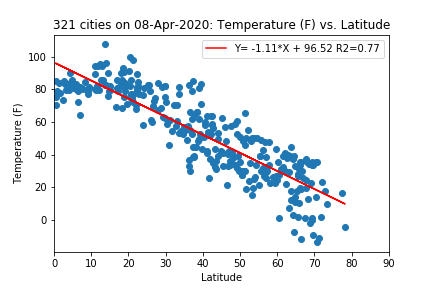 321 cities on 08-Apr-2020: Temperature (F) vs. Latitude
Y= -1.11*X + 96.52 R2=0.77
Temperature (F)
100
80
60
40
20
0
0 10 20 30 40 50 60 70 80 90
Latitude